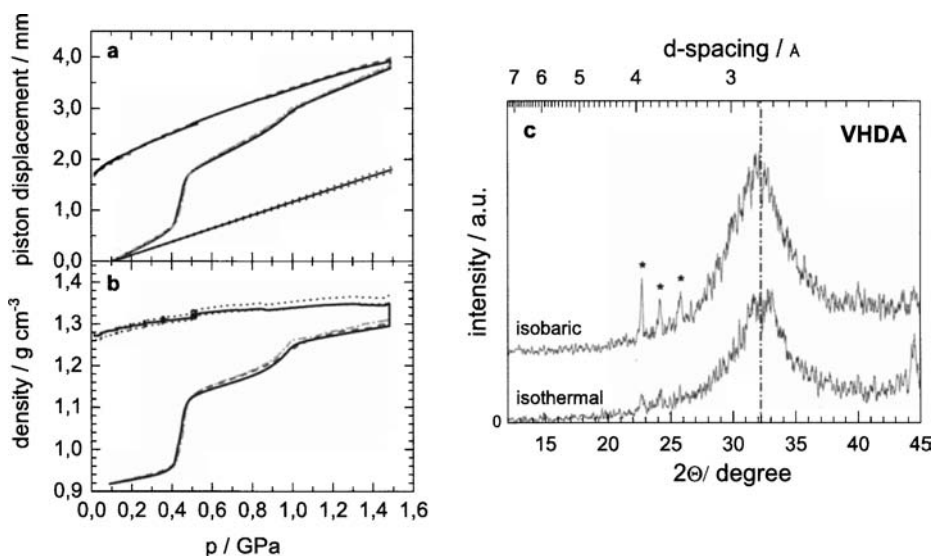 a
piston displacement / mm
4,0
3,0
2,0
1,0
0,0
b
density / g cm⁻³
1,4
1,3
1,2
1,1
1,0
0,9
0,0 0,2 0,4 0,6 0,8 1,0 1,2 1,4 1,6
p / GPa
d-spacing / A
7 6 5 4 3
c
VHDA
intensity / a.u.
* * *
isobaric
isothermal
0
15 20 25 30 35 40 45
2Θ/ degree